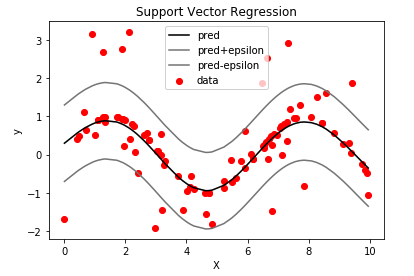 Support Vector Regression
pred
pred+epsilon
pred-epsilon
data
y
3
2
1
0
−1
−2
0
2
4
6
8
10
X